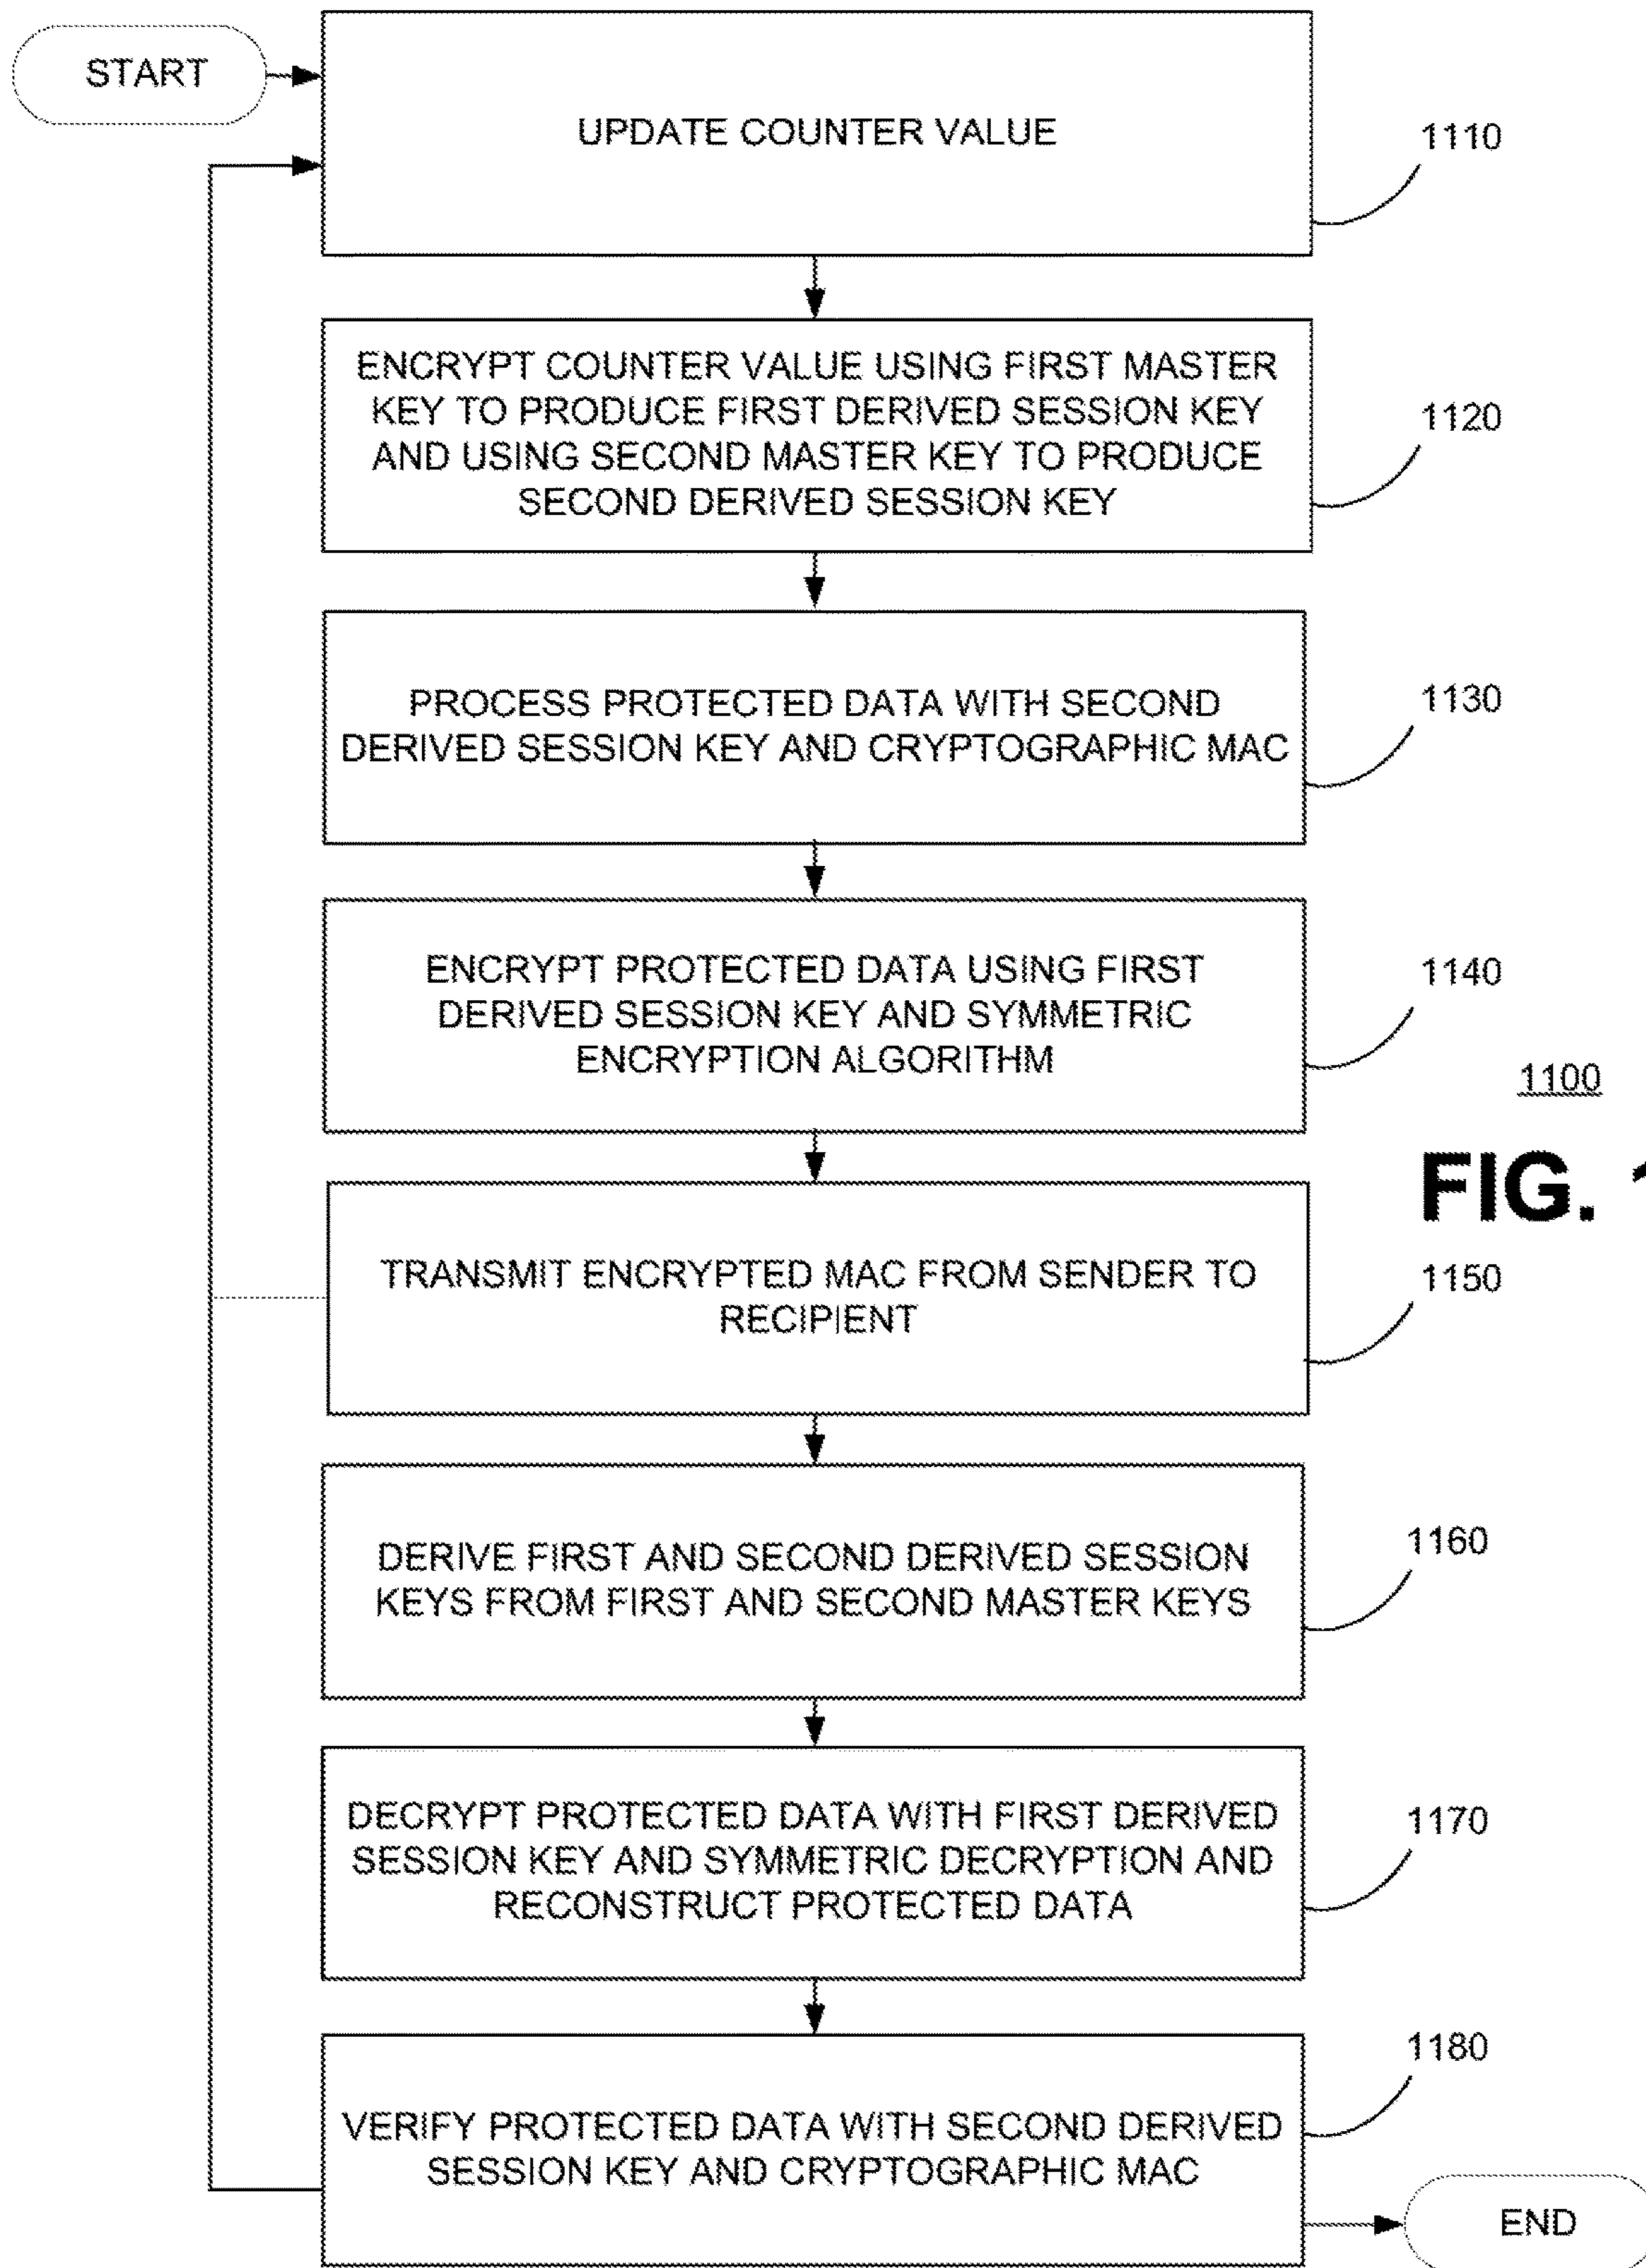 START
UPDATE COUNTER VALUE
1110
ENCRYPT COUNTER VALUE USING FIRST MASTER
KEY TO PRODUCE FIRST DERIVED SESSION KEY
AND USING SECOND MASTER KEY TO PRODUCE
SECOND DERIVED SESSION KEY
1120
PROCESS PROTECTED DATA WITH SECOND
DERIVED SESSION KEY AND CRYPTOGRAPHIC MAC
1130
ENCRYPT PROTECTED DATA USING FIRST
DERIVED SESSION KEY AND SYMMETRIC
ENCRYPTION ALGORITHM
1140
1100
FIG.
TRANSMIT ENCRYPTED MAC FROM SENDER TO
RECIPIENT
1150
DERIVE FIRST AND SECOND DERIVED SESSION
KEYS FROM FIRST AND SECOND MASTER KEYS
1160
DECRYPT PROTECTED DATA WITH FIRST DERIVED
SESSION KEY AND SYMMETRIC DECRYPTION AND
RECONSTRUCT PROTECTED DATA
1170
VERIFY PROTECTED DATA WITH SECOND DERIVED
SESSION KEY AND CRYPTOGRAPHIC MAC
1180
END